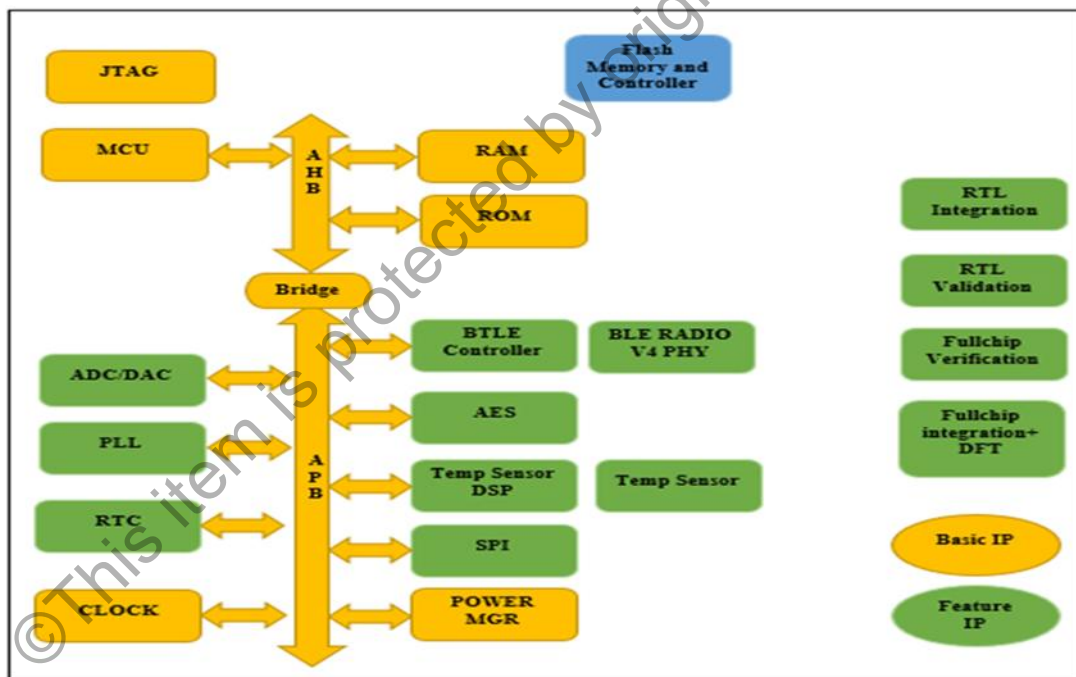 JTAG
Flash
Memory and
Controller
MCU
A
H
B
RAM
ROM
Bridge
RTL
Integration
RTL
Validation
Fullchip
Verification
Fullchip
integration+
DFT
ADC/DAC
PLL
RTC
CLOCK
A
P
B
BTLE
Controller
BLE RADIO
V4 PHY
AES
Temp Sensor
DSP
Temp Sensor
SPI
POWER
MGR
Basic IP
Feature
IP
©This item is protected by orig